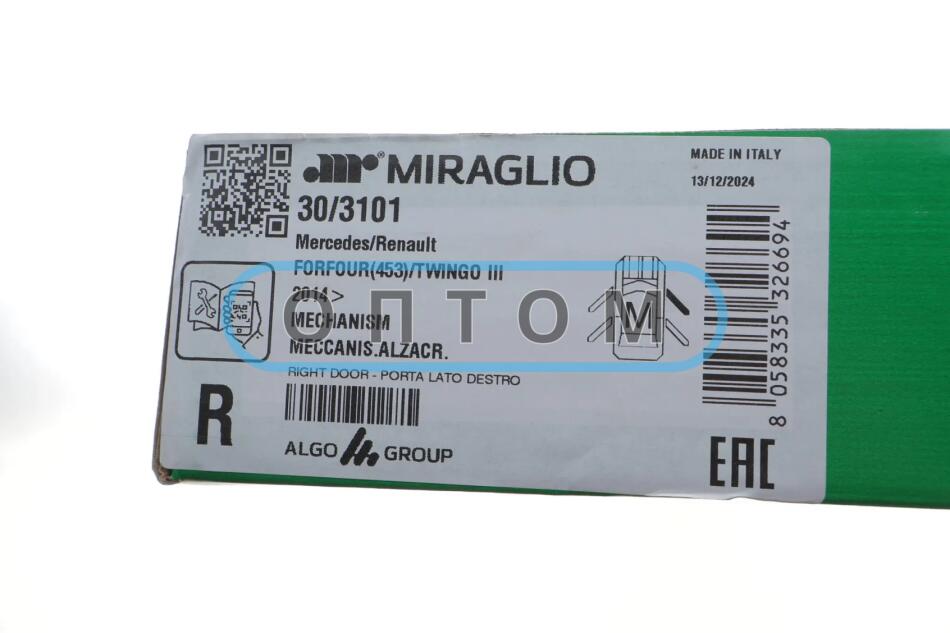 MIRAGLIO
30/3101
Mercedes/Renault
FORFOUR(453)/TWINGO III
2014>
MECHANISM
MECCANIS.ALZACR.
RIGHT DOOR - PORTA LATO DESTRO
R
ALGO GROUP
MADE IN ITALY
13/12/2024
8 058335 326694
EAC
ОПТОМ